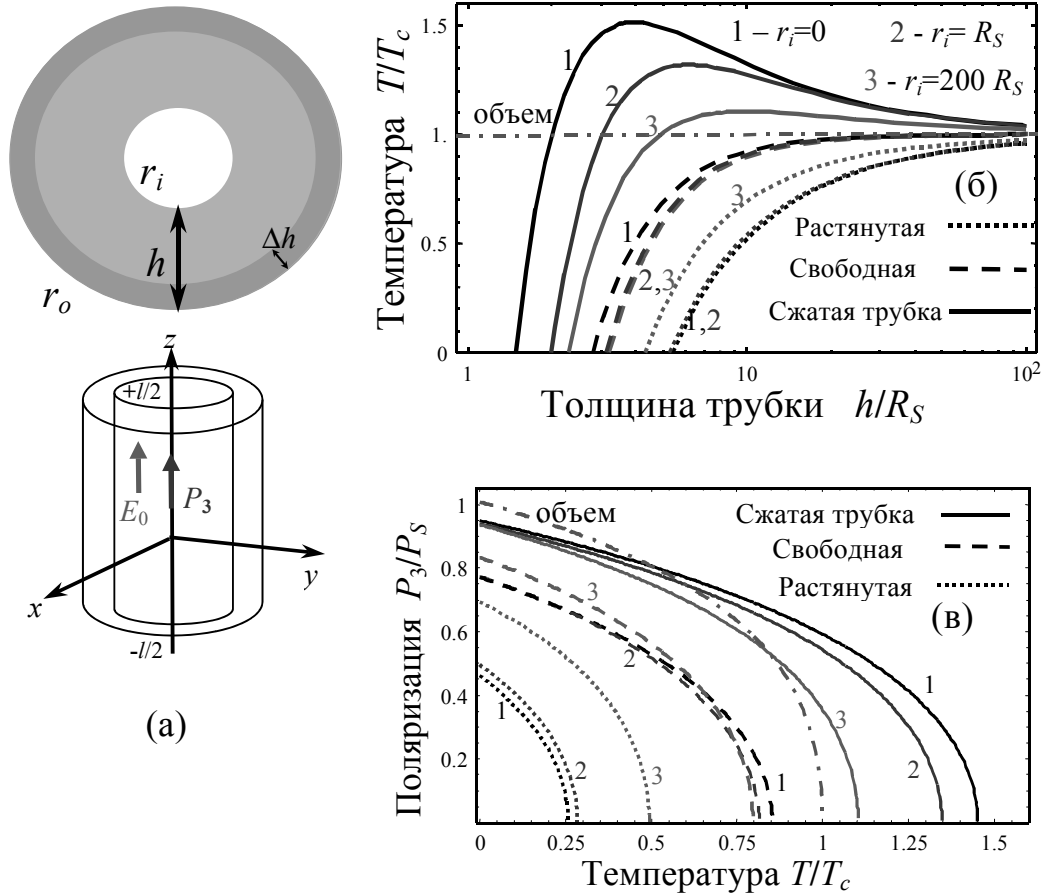 r_i
h
Δh
r_o
z
+l/2
E_0
P_3
x
y
-l/2
(а)
Температура T/T_c
1.5
1.
0.5
0
1 – r_i=0
2 - r_i= R_S
3 - r_i=200 R_S
1
2
3
объем
(б)
1
3
2,3
1,2
Растянутая
Свободная
Сжатая трубка
1
10
10²
Толщина трубки h/R_S
Поляризация P_3/P_S
1
0.8
0.6
0.4
0.2
объем
Сжатая трубка
Свободная
Растянутая
(в)
3
2
1
1
2
3
1
3
2
0
0.25
0.5
0.75
1
1.25
1.5
Температура T/T_c